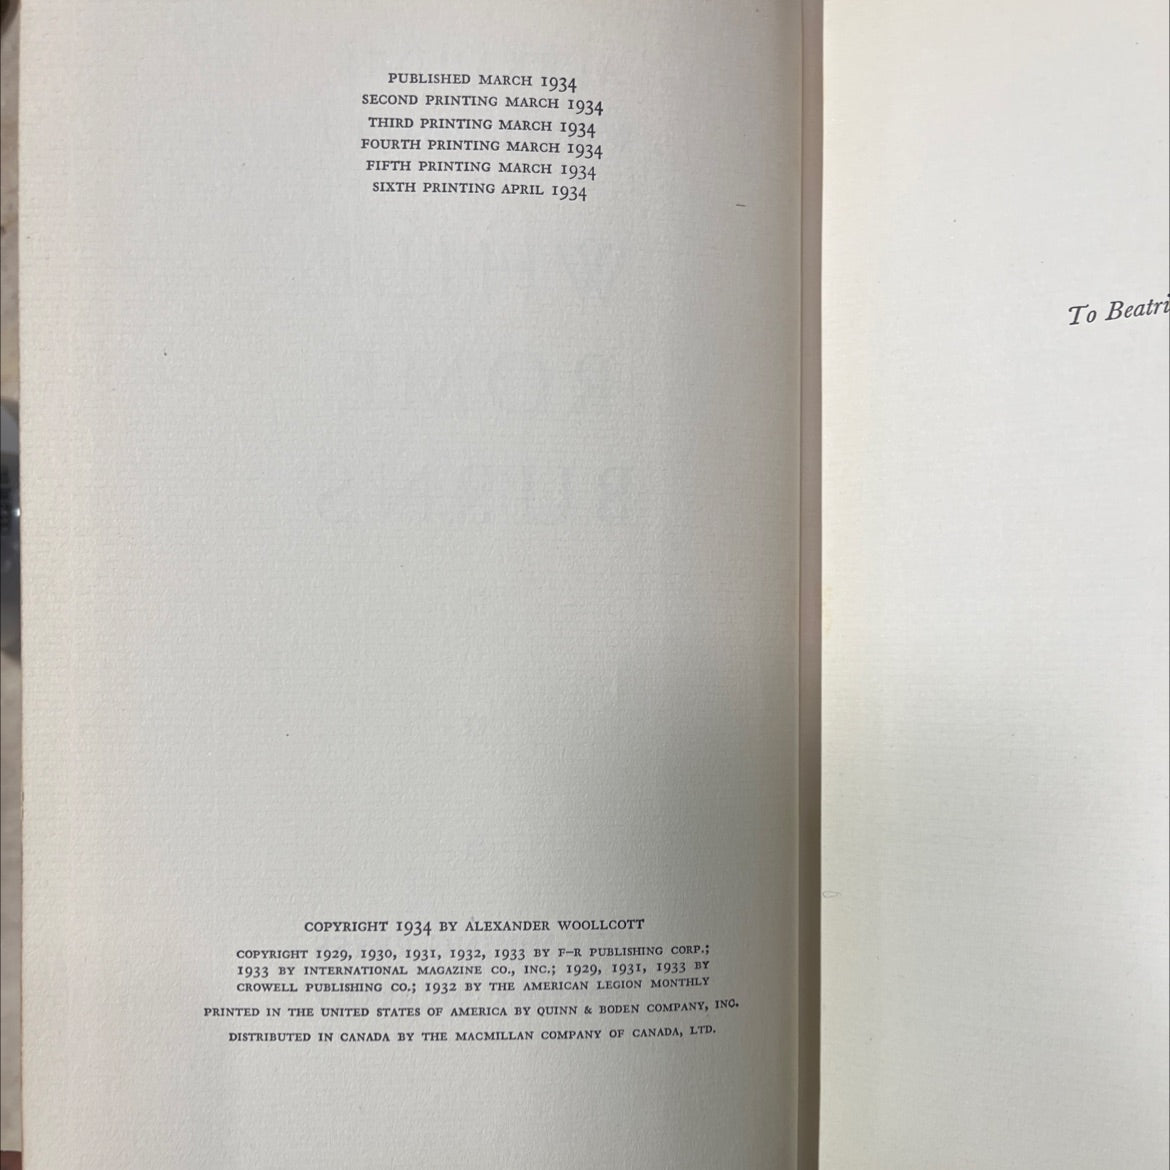 PUBLISHED MARCH 1934
SECOND PRINTING MARCH 1934
THIRD PRINTING MARCH 1934
FOURTH PRINTING MARCH 1934
FIFTH PRINTING MARCH 1934
SIXTH PRINTING APRIL 1934
COPYRIGHT 1934 BY ALEXANDER WOOLLCOTT
COPYRIGHT 1929, 1930, 1931, 1932, 1933 BY F–R PUBLISHING CORP.;
1933 BY INTERNATIONAL MAGAZINE CO., INC.; 1929, 1931, 1933 BY
CROWELL PUBLISHING CO.; 1932 BY THE AMERICAN LEGION MONTHLY
PRINTED IN THE UNITED STATES OF AMERICA BY QUINN & BODEN COMPANY, INC.
DISTRIBUTED IN CANADA BY THE MACMILLAN COMPANY OF CANADA, LTD.
To Beatri